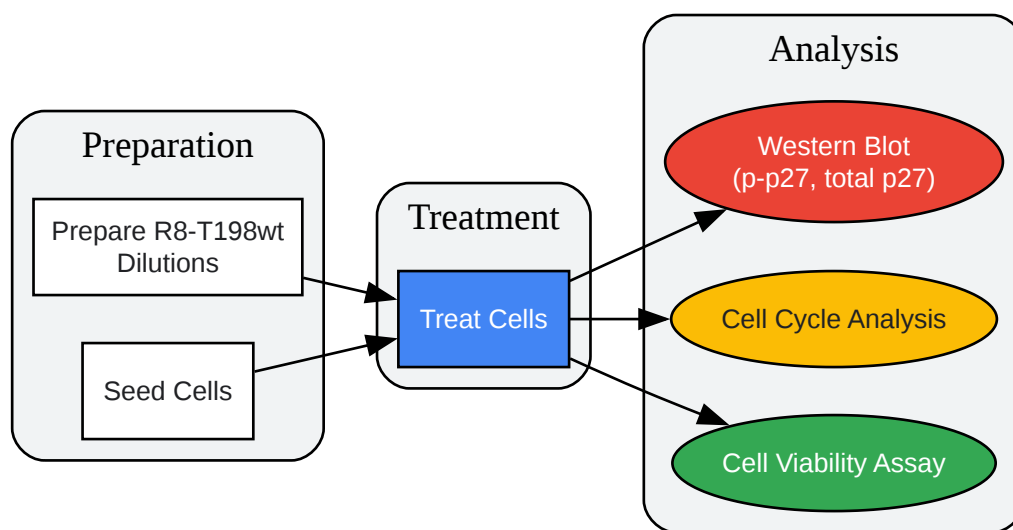 Preparation
Prepare R8-T198wt
Dilutions
Seed Cells
Treatment
Treat Cells
Analysis
Western Blot
(p-p27, total p27)
Cell Cycle Analysis
Cell Viability Assay